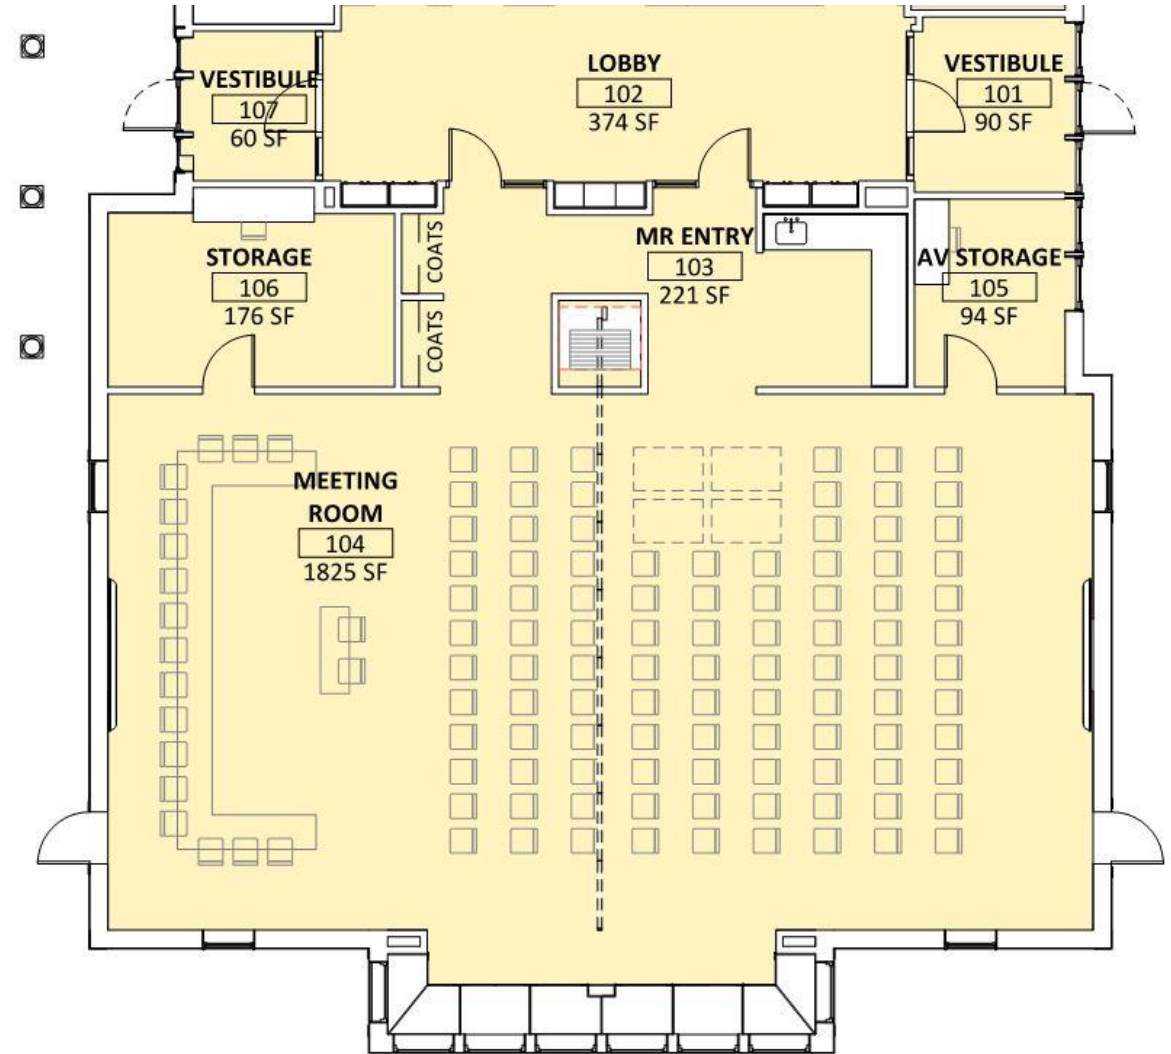 VESTIBULE
107
60 SF
LOBBY
102
374 SF
VESTIBULE
101
90 SF
STORAGE
106
176 SF
COATS
COATS
MR ENTRY
103
221 SF
AV STORAGE
105
94 SF
MEETING
ROOM
104
1825 SF